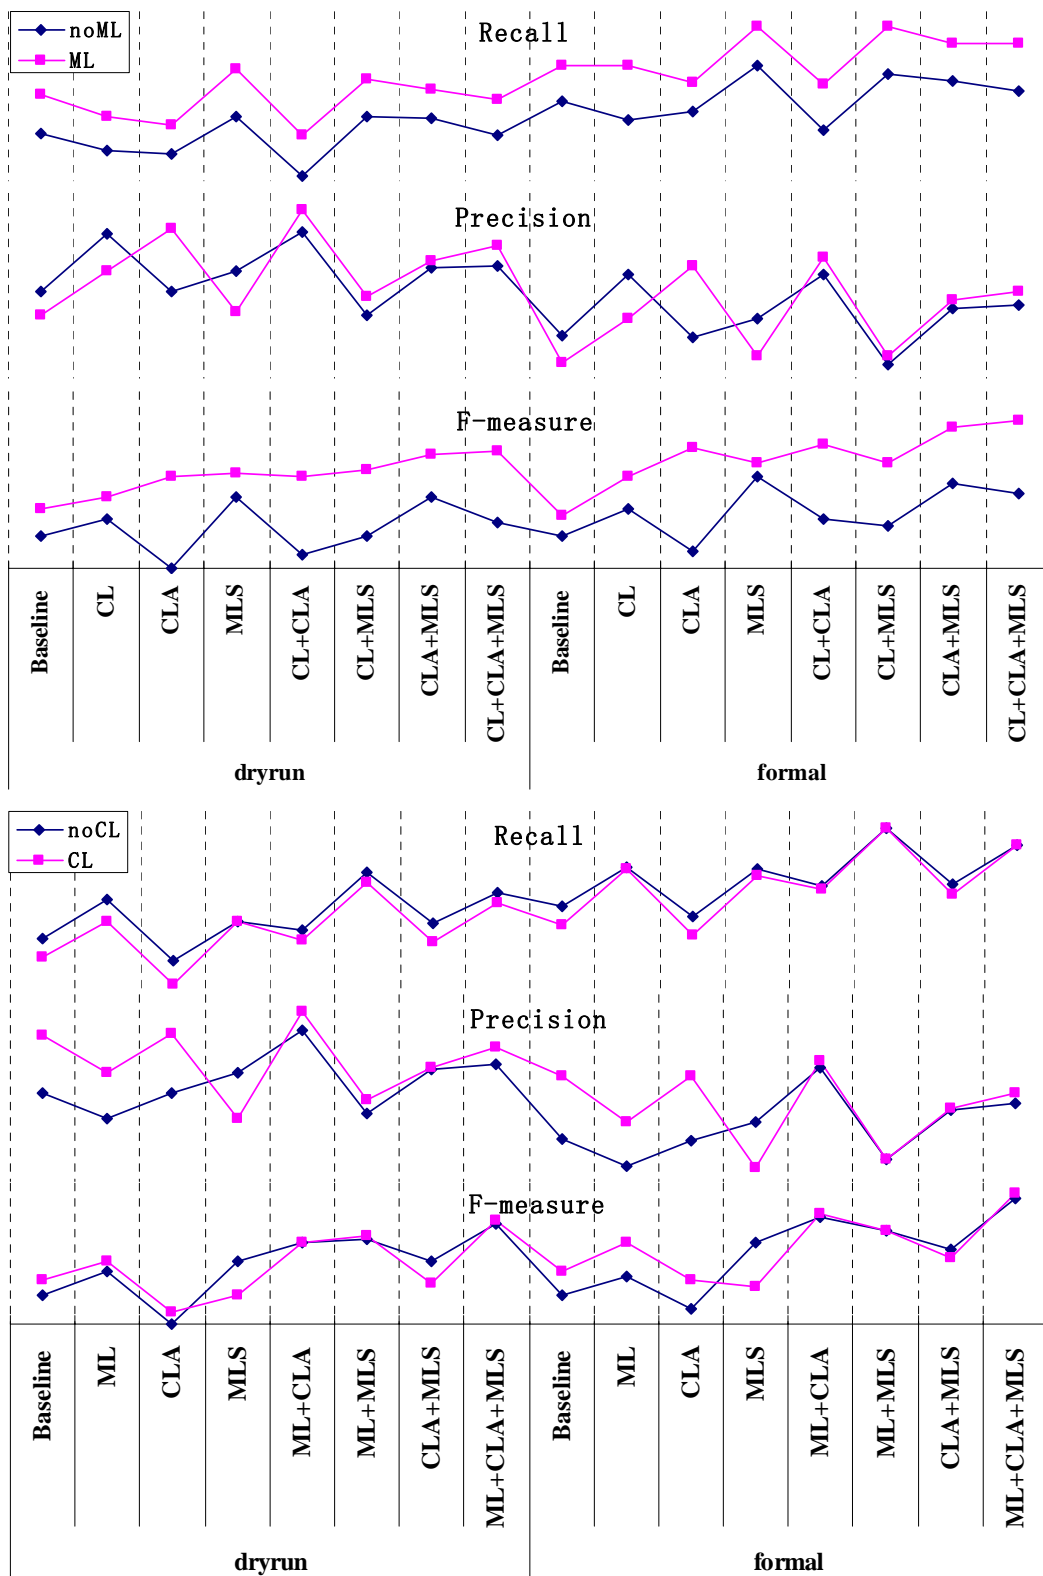 noML
ML
Recall
Precision
F-measure
Baseline
CL
CLA
MLS
CL+CLA
CL+MLS
CLA+MLS
CL+CLA+MLS
Baseline
CL
CLA
MLS
CL+CLA
CL+MLS
CLA+MLS
CL+CLA+MLS
dryrun
formal
noCL
CL
Recall
Precision
F-measure
Baseline
ML
CLA
MLS
ML+CLA
ML+MLS
CLA+MLS
ML+CLA+MLS
Baseline
ML
CLA
MLS
ML+CLA
ML+MLS
CLA+MLS
ML+CLA+MLS
dryrun
formal